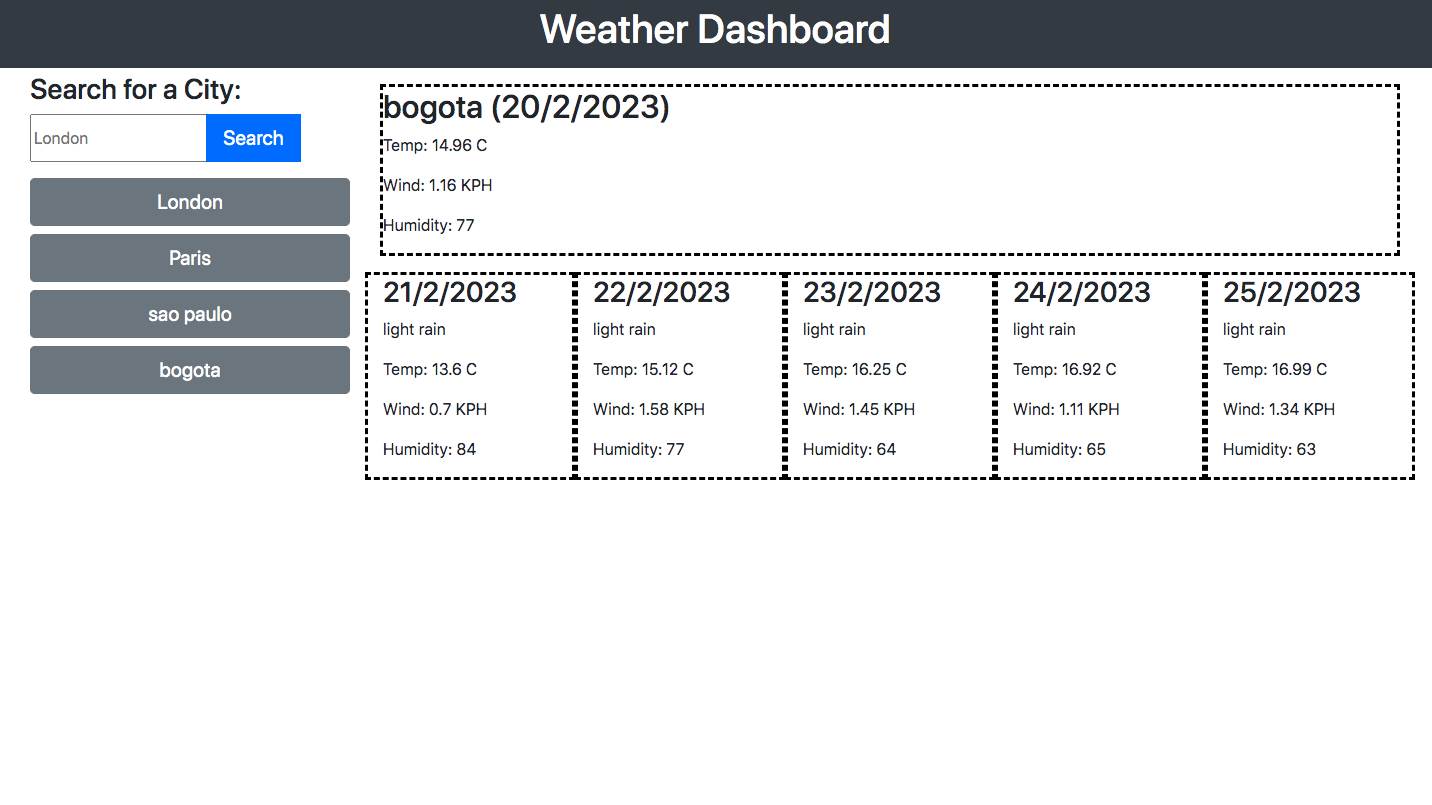 Weather Dashboard
Search for a City:
London
Search
London
Paris
sao paulo
bogota
bogota (20/2/2023)
Temp: 14.96 C
Wind: 1.16 KPH
Humidity: 77
21/2/2023
light rain
Temp: 13.6 C
Wind: 0.7 KPH
Humidity: 84
22/2/2023
light rain
Temp: 15.12 C
Wind: 1.58 KPH
Humidity: 77
23/2/2023
light rain
Temp: 16.25 C
Wind: 1.45 KPH
Humidity: 64
24/2/2023
light rain
Temp: 16.92 C
Wind: 1.11 KPH
Humidity: 65
25/2/2023
light rain
Temp: 16.99 C
Wind: 1.34 KPH
Humidity: 63